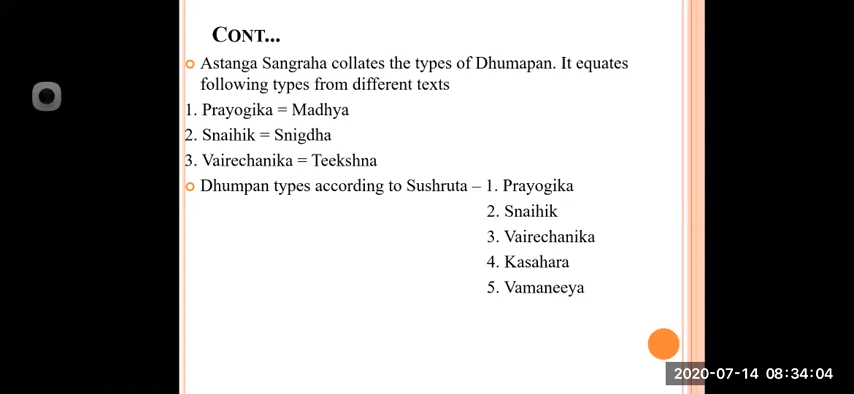 CONT...
Astanga Sangraha collates the types of Dhumapan. It equates
following types from different texts
1. Prayogika = Madhya
2. Snaihik = Snigdha
3. Vairechanika = Teekshna
Dhumpan types according to Sushruta – 1. Prayogika
2. Snaihik
3. Vairechanika
4. Kasahara
5. Vamaneeya
2020-07-14 08:34:04